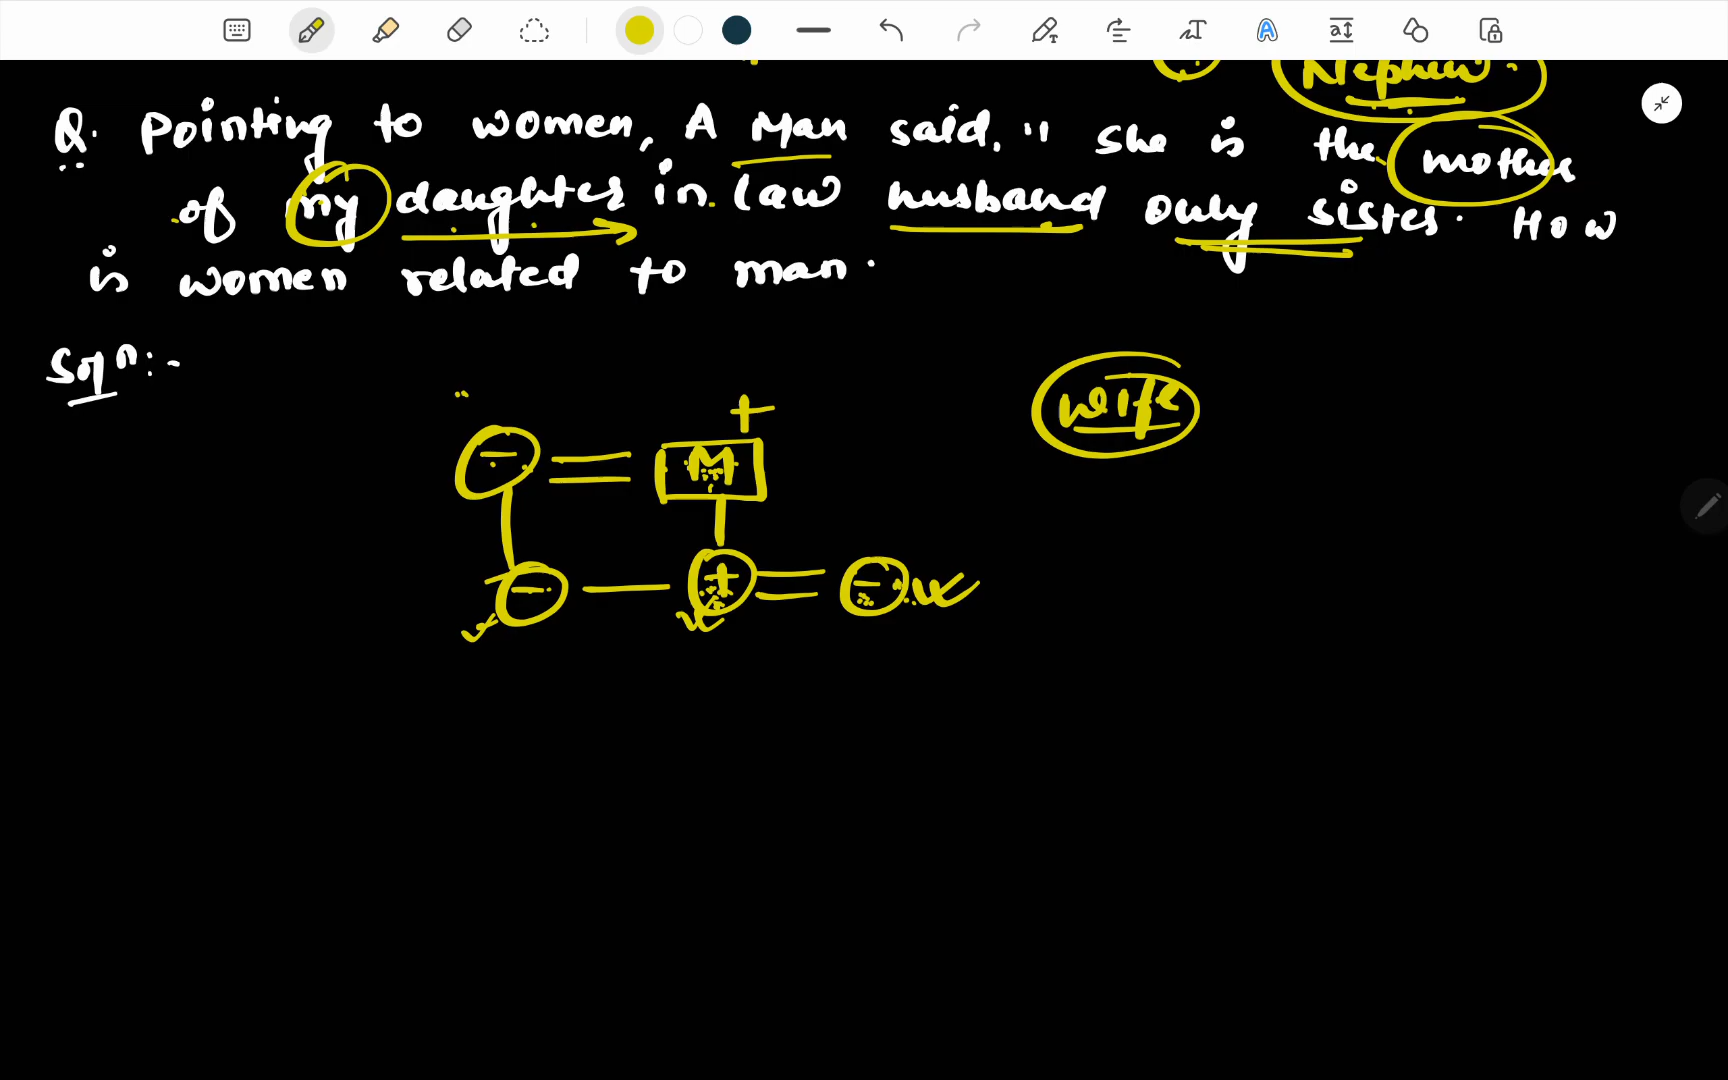 Nephew.
Q. Pointing to women, A Man said. " she is the mother
of my daughter in law husband only sister. How
is women related to man.
Soln:-
wife
+
- = M
- — + = -